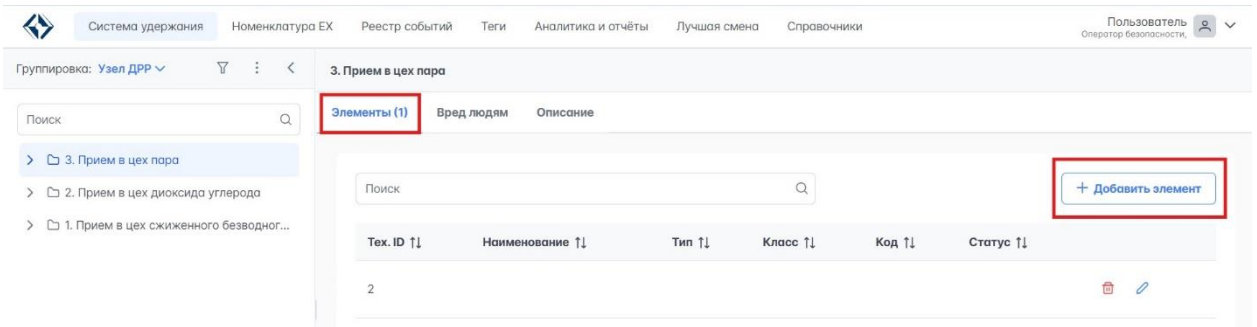 Система удержания Номенклатура EX Реестр событий Теги Аналитика и отчёты Лучшая смена Справочники
Пользователь
Оператор безопасности,
Группировка: Узел ДРР
3. Прием в цех пара
Поиск
3. Прием в цех пара
2. Прием в цех диоксида углерода
1. Прием в цех сжиженного безводног...
Элементы (1) Вред людям Описание
Поиск
+ Добавить элемент
Тех. ID Наименование Тип Класс Код Статус
2